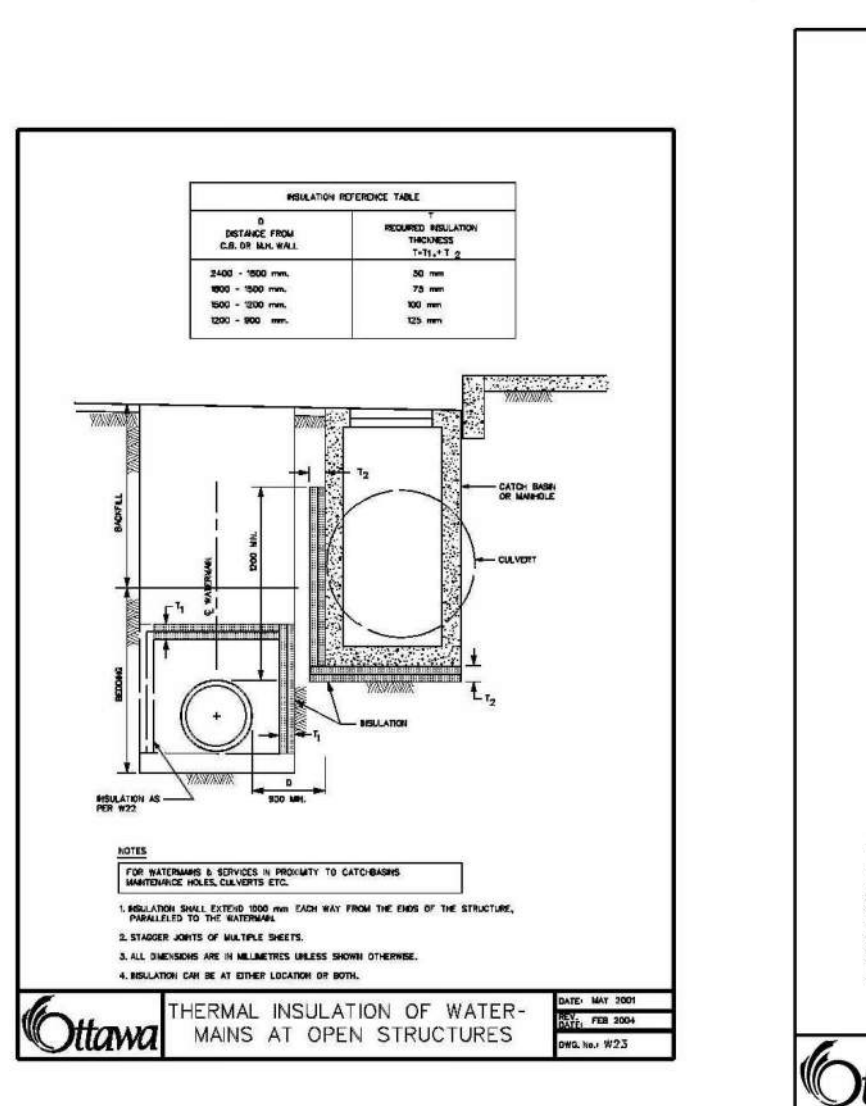 INSULATION REFERENCE TABLE
D
DISTANCE FROM
C.B. OR M.H. WALL
T
REQUIRED INSULATION
THICKNESS
T=T1.+T 2
2400 - 1800 mm. 50 mm
1800 - 1500 mm. 75 mm
1500 - 1200 mm. 100 mm
1200 - 900 mm. 125 mm
T2
CATCH BASIN
OR MANHOLE
BACKFILL
1200 MIN.
CULVERT
℄ WATERMAIN
T1
BEDDING
T2
INSULATION
T1
D
900 MIN.
INSULATION AS
PER W22
NOTES
FOR WATERMAINS & SERVICES IN PROXIMITY TO CATCHBASINS
MAINTENANCE HOLES, CULVERTS ETC.
1. INSULATION SHALL EXTEND 1000 mm EACH WAY FROM THE ENDS OF THE STRUCTURE,
PARALLELED TO THE WATERMAIN.
2. STAGGER JOINTS OF MULTIPLE SHEETS.
3. ALL DIMENSIONS ARE IN MILLIMETRES UNLESS SHOWN OTHERWISE.
4. INSULATION CAN BE AT EITHER LOCATION OR BOTH.
Ottawa
THERMAL INSULATION OF WATER-
MAINS AT OPEN STRUCTURES
DATE: MAY 2001
REV. DATE: FEB 2004
DWG. No.: W23